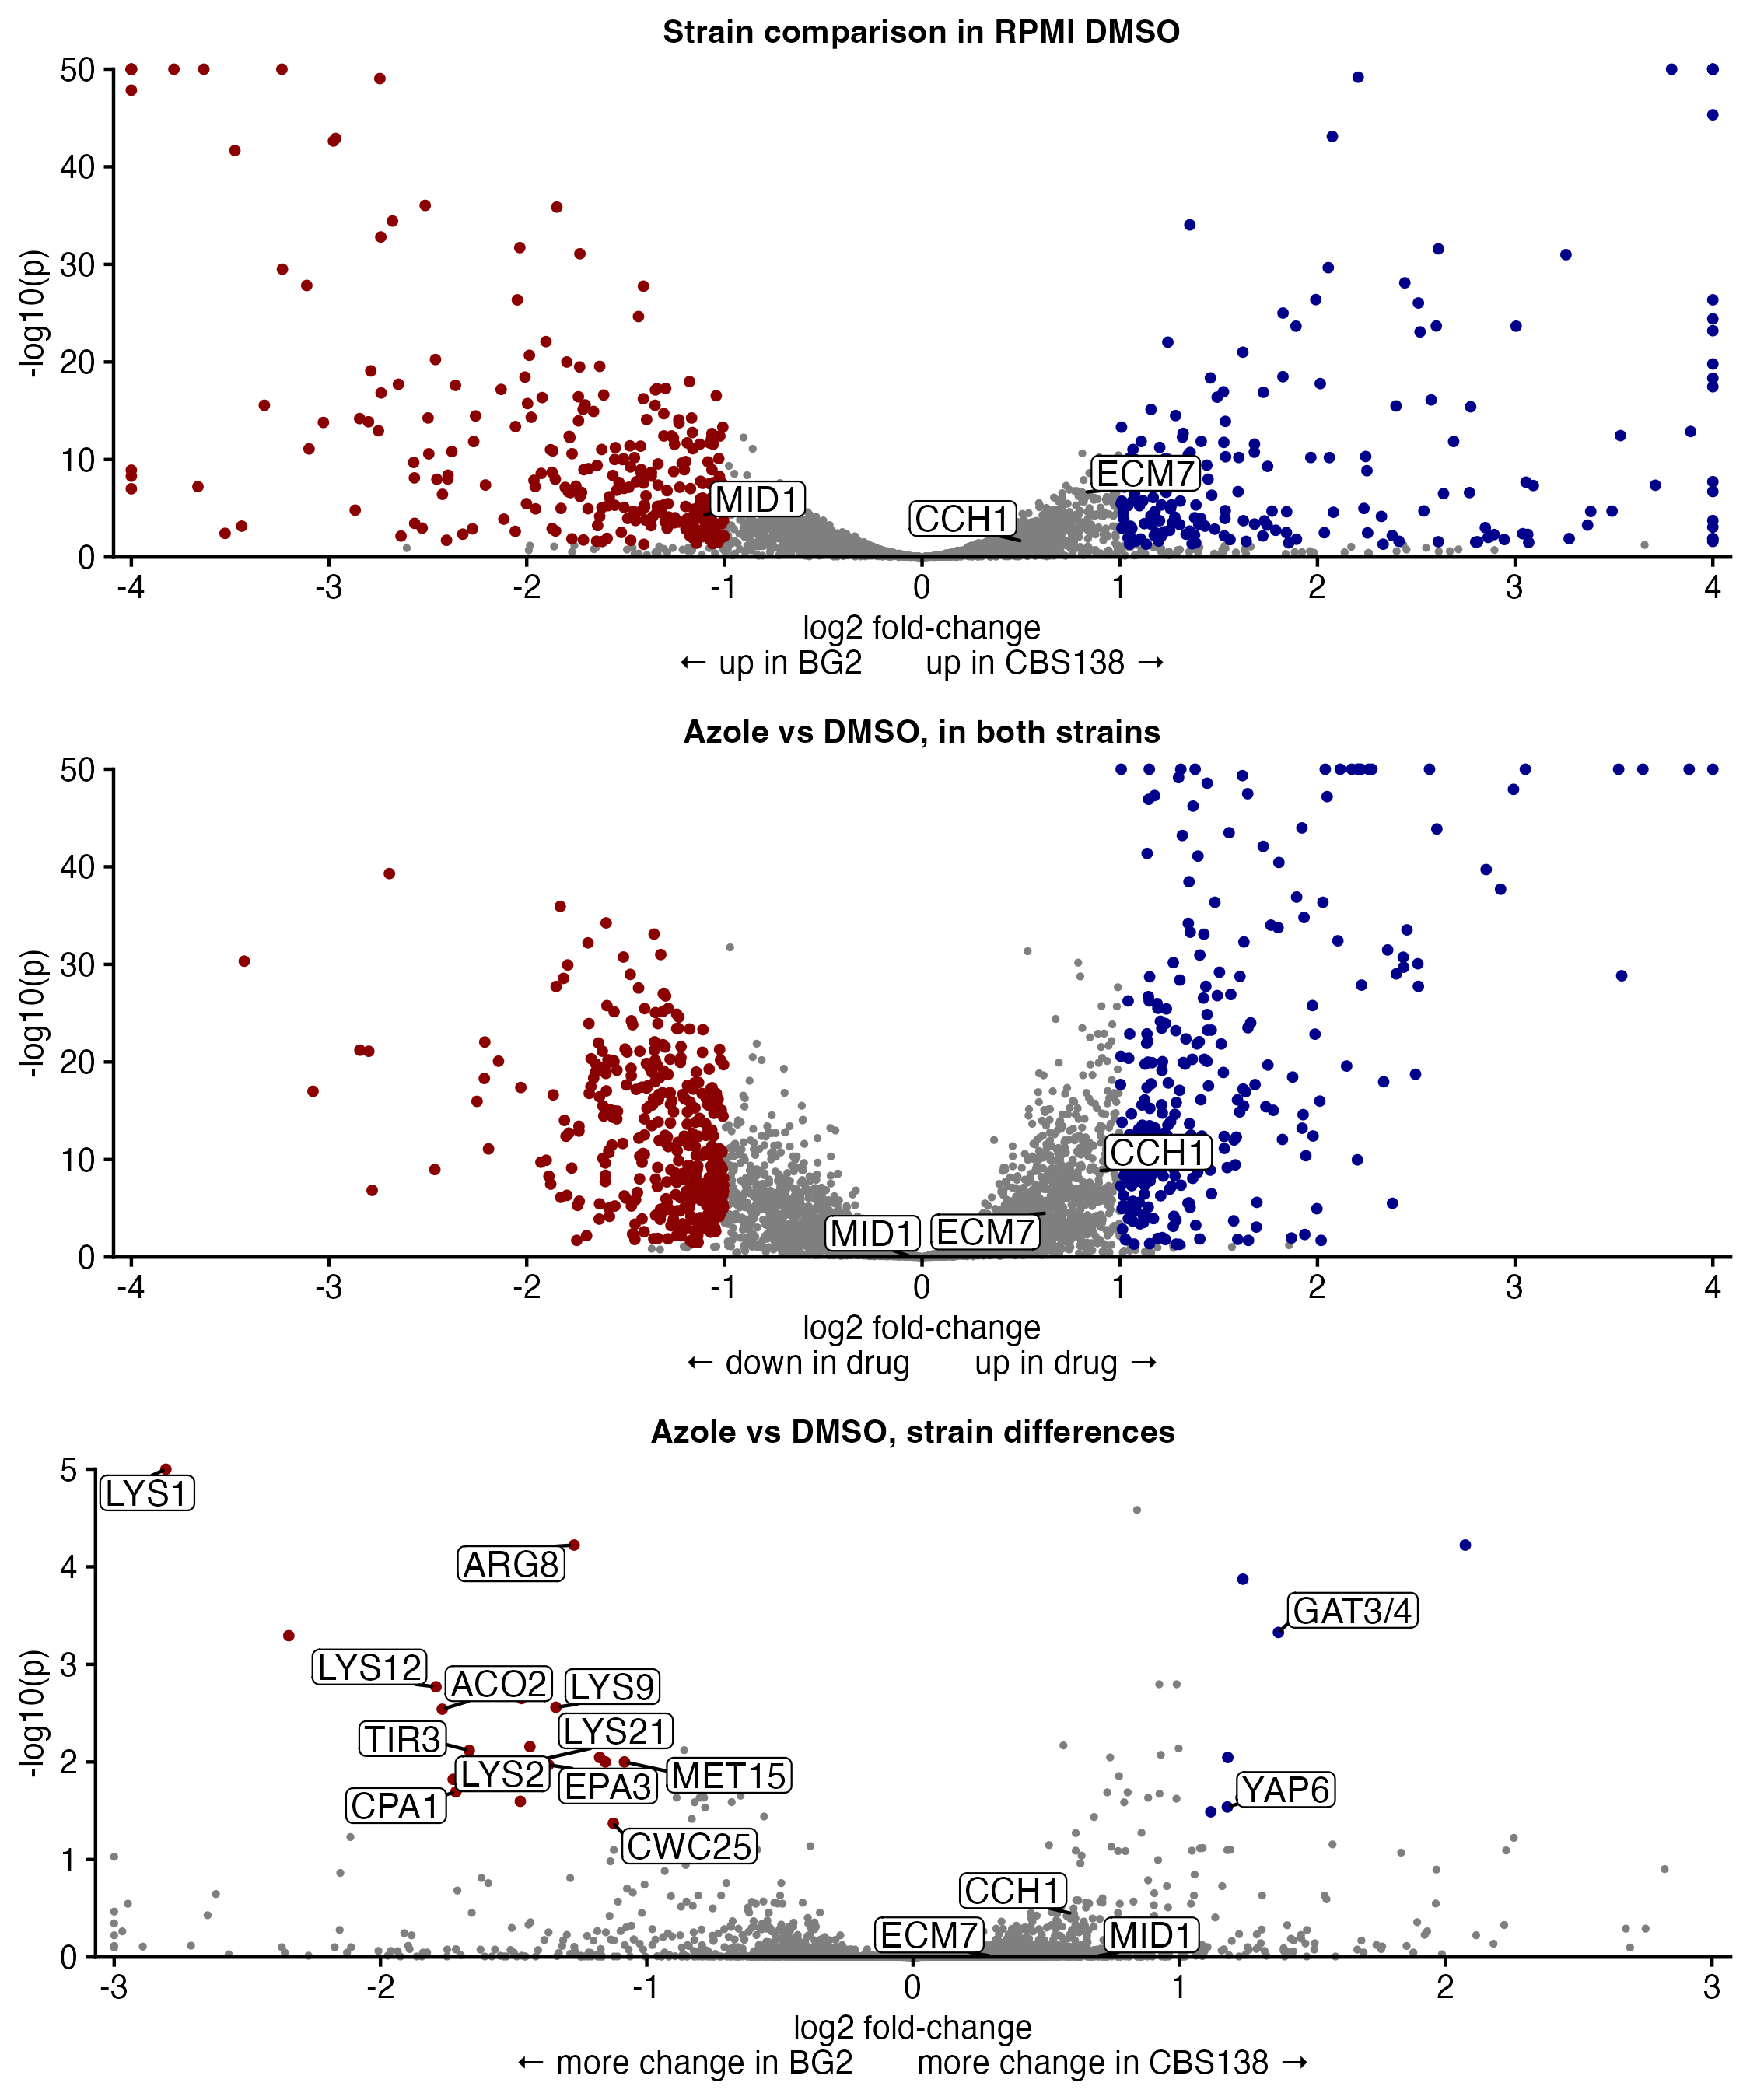 Strain comparison in RPMI DMSO
50
40
30
20
10
0
-log10(p)
MID1
CCH1
ECM7
-4 -3 -2 -1 0 1 2 3 4
log2 fold-change
← up in BG2 up in CBS138 →
Azole vs DMSO, in both strains
50
40
30
20
10
0
-log10(p)
CCH1
MID1
ECM7
-4 -3 -2 -1 0 1 2 3 4
log2 fold-change
← down in drug up in drug →
Azole vs DMSO, strain differences
5
4
3
2
1
0
-log10(p)
LYS1
ARG8
GAT3/4
LYS12
ACO2
LYS9
TIR3
LYS21
LYS2
EPA3
MET15
CPA1
YAP6
CWC25
CCH1
ECM7
MID1
-3 -2 -1 0 1 2 3
log2 fold-change
← more change in BG2 more change in CBS138 →